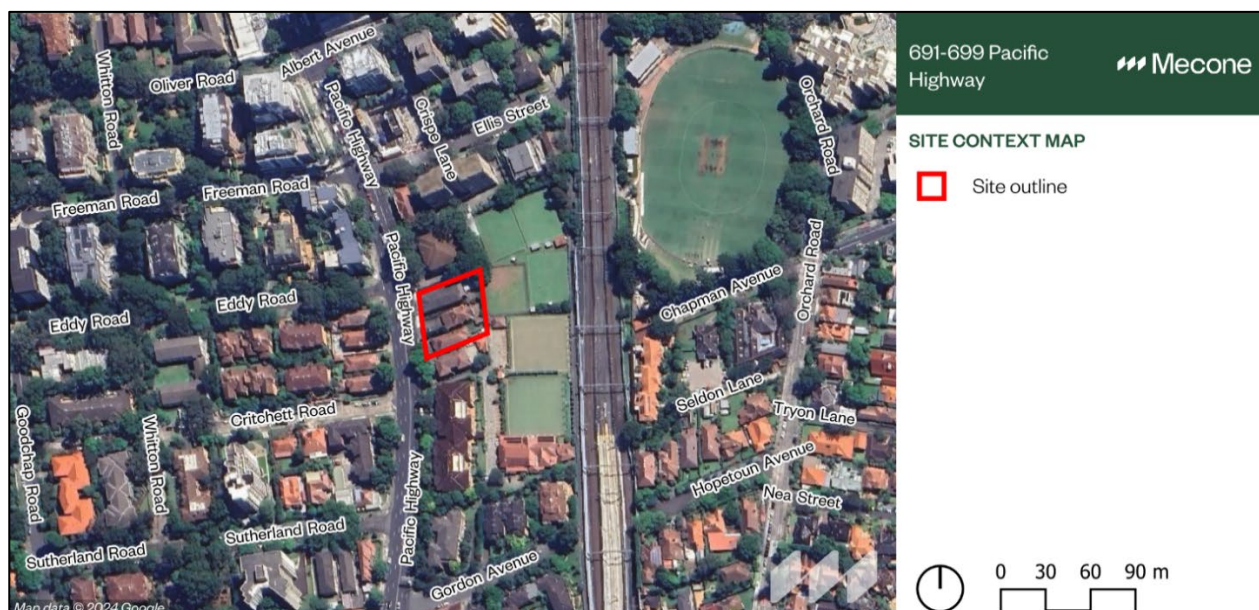 Whitton Road
Oliver Road
Albert Avenue
Pacific Highway
Crispe Lane
Ellis Street
Orchard Road
Freeman Road
Freeman Road
Pacific Highway
Eddy Road
Eddy Road
Chapman Avenue
Orchard Road
Seldon Lane
Tryon Lane
Critchett Road
Goodchap Road
Whitton Road
Pacific Highway
Hopetoun Avenue
Nea Street
Sutherland Road
Sutherland Road
Gordon Avenue
Map data © 2024 Google
691-699 Pacific
Highway
Mecone
SITE CONTEXT MAP
Site outline
0 30 60 90 m